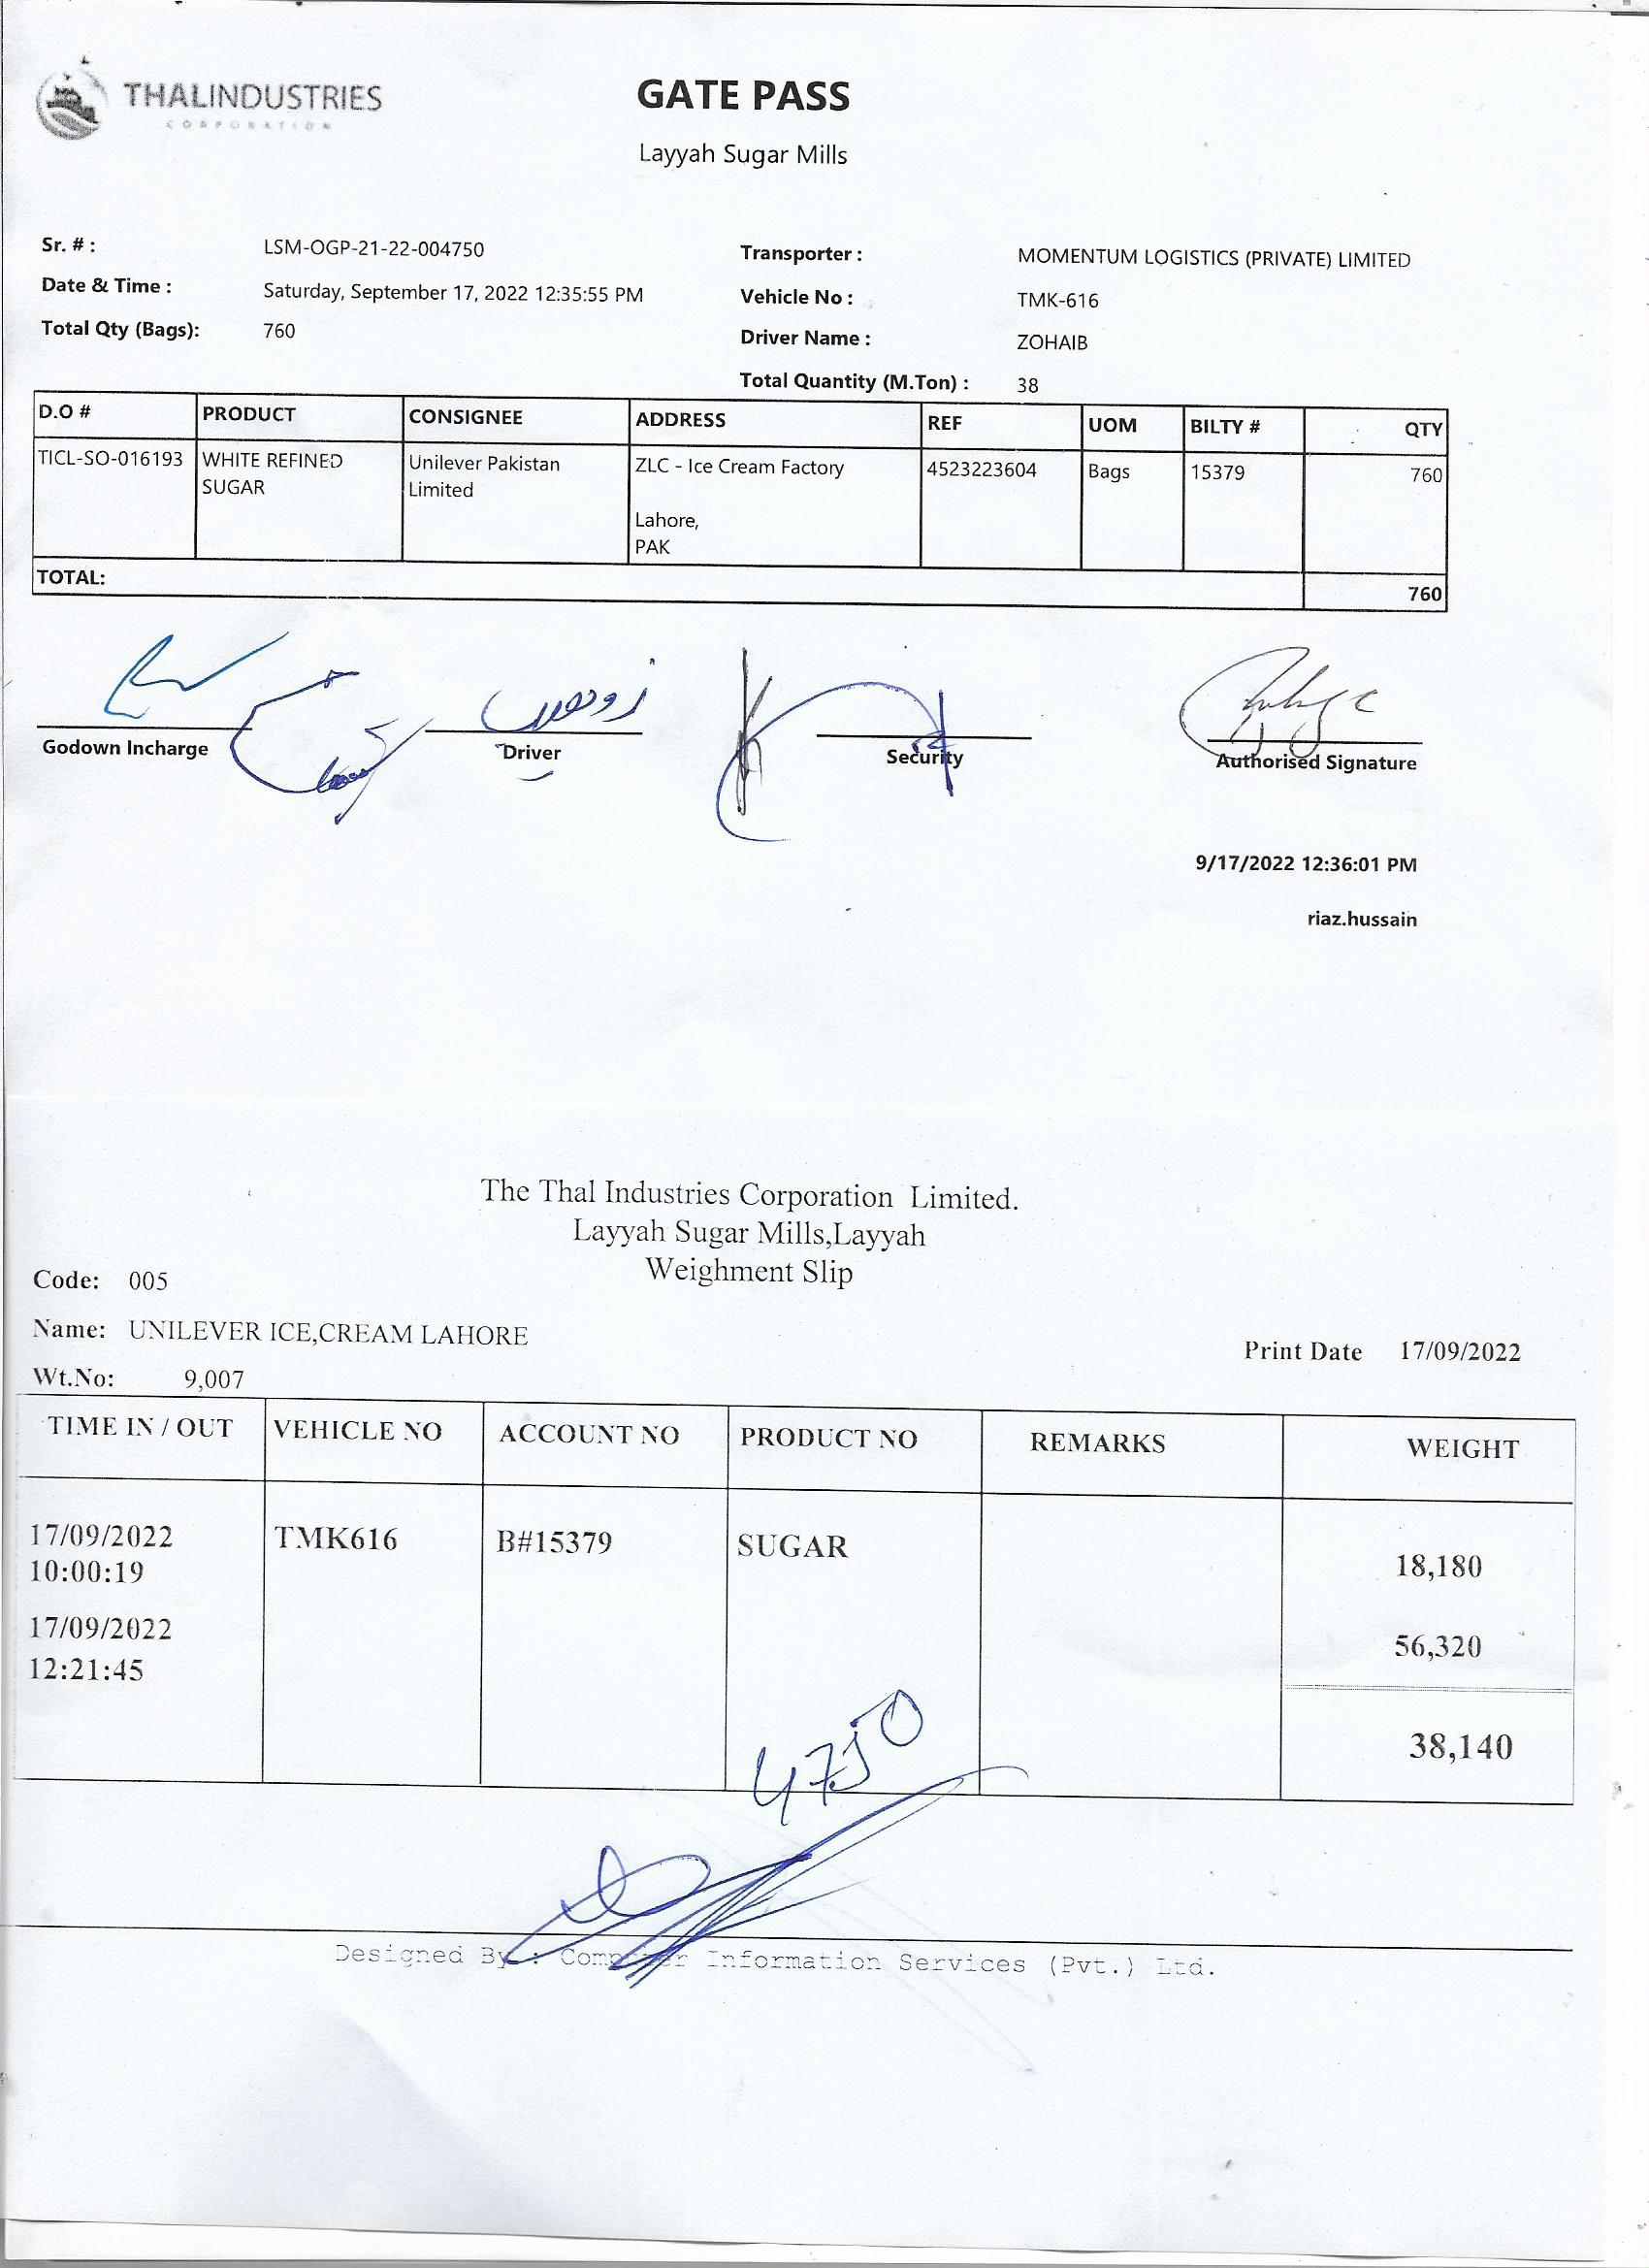 THALINDUSTRIES
CORPORATION
GATE PASS
Layyah Sugar Mills
Sr. # : LSM-OGP-21-22-004750
Date & Time : Saturday, September 17, 2022 12:35:55 PM
Total Qty (Bags): 760
Transporter : MOMENTUM LOGISTICS (PRIVATE) LIMITED
Vehicle No : TMK-616
Driver Name : ZOHAIB
Total Quantity (M.Ton) : 38
D.O # PRODUCT CONSIGNEE ADDRESS REF UOM BILTY # QTY
TICL-SO-016193 WHITE REFINED Unilever Pakistan ZLC - Ice Cream Factory 4523223604 Bags 15379 760
SUGAR Limited
Lahore,
PAK
TOTAL: 760
زوہیب
Godown Incharge Driver Security Authorised Signature
9/17/2022 12:36:01 PM
riaz.hussain
The Thal Industries Corporation Limited.
Layyah Sugar Mills,Layyah
Weighment Slip
Code: 005
Name: UNILEVER ICE,CREAM LAHORE
Print Date 17/09/2022
Wt.No: 9,007
TIME IN / OUT VEHICLE NO ACCOUNT NO PRODUCT NO REMARKS WEIGHT
17/09/2022 TMK616 B#15379 SUGAR 18,180
10:00:19
17/09/2022 56,320
12:21:45
38,140
4750
Designed By : Computer Information Services (Pvt.) Ltd.